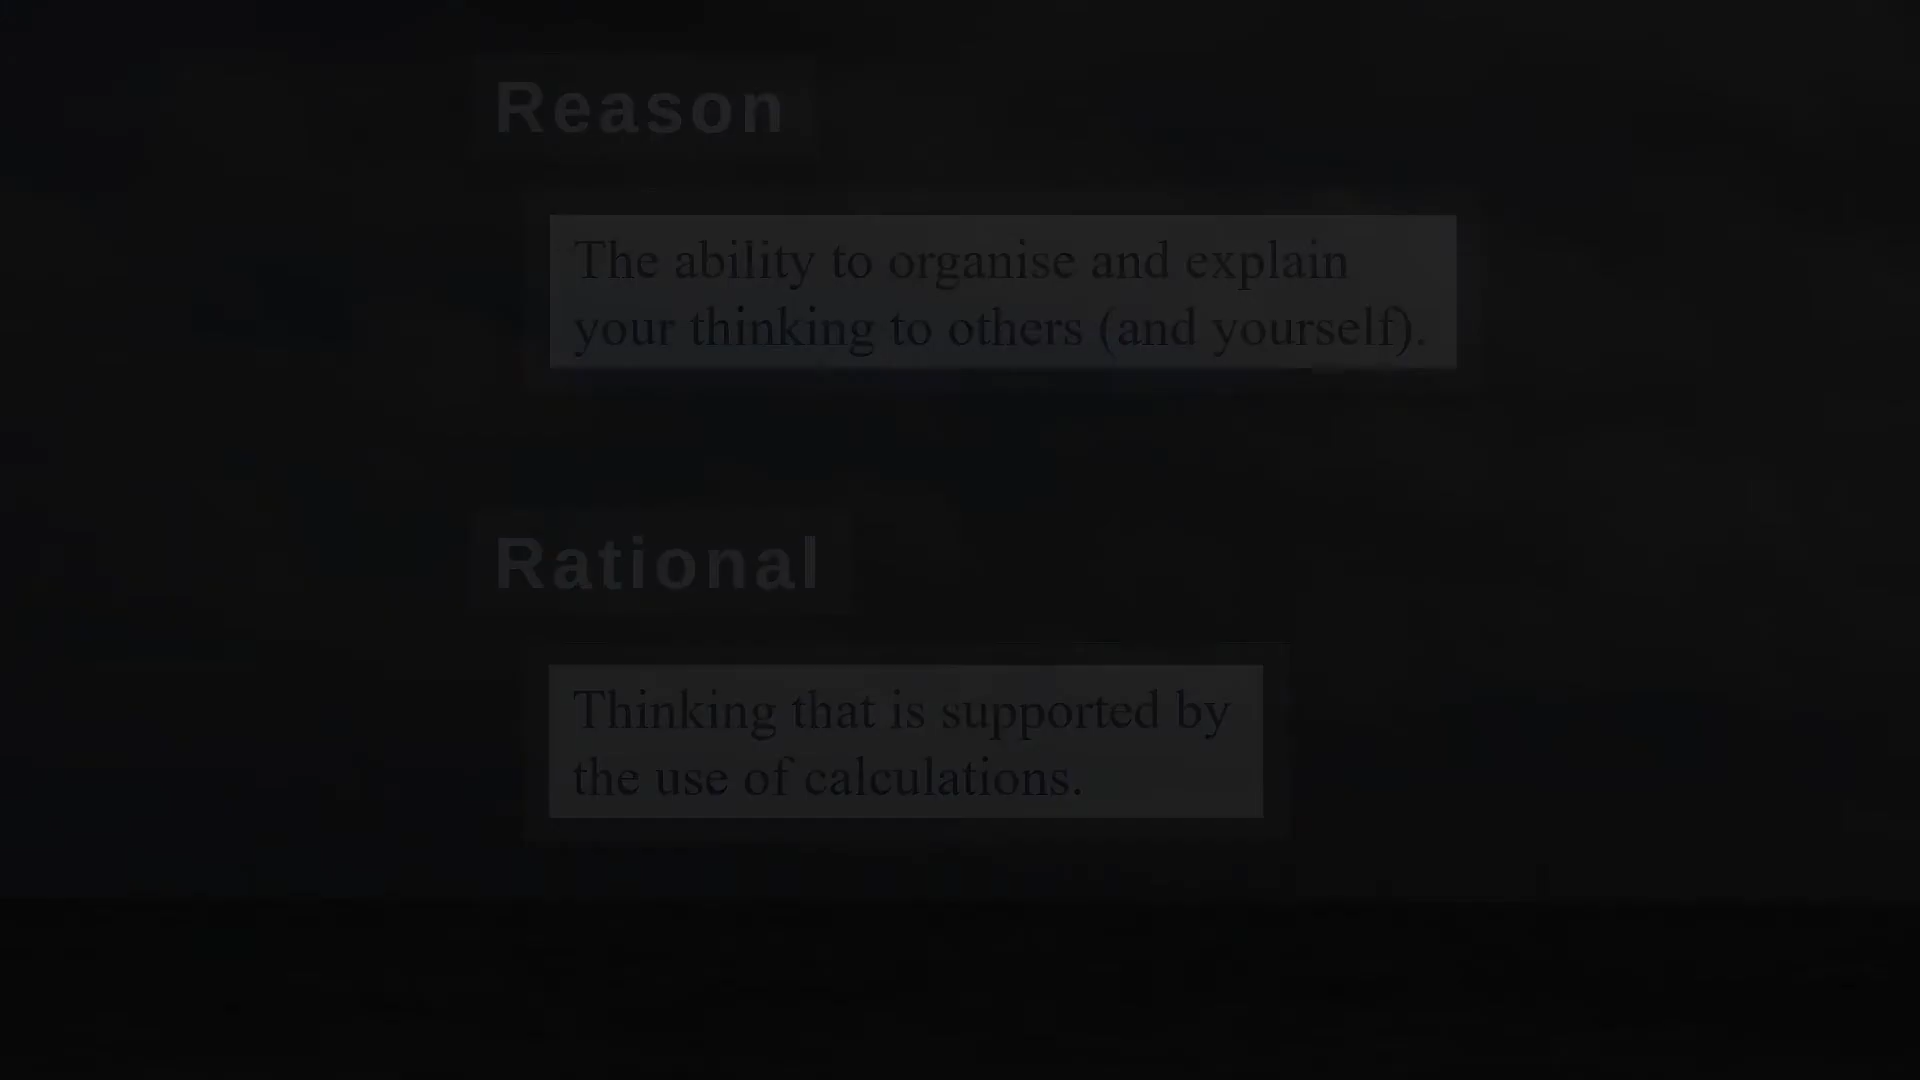 Reason
The ability to organise and explain
your thinking to others (and yourself).
Rational
Thinking that is supported by
the use of calculations.